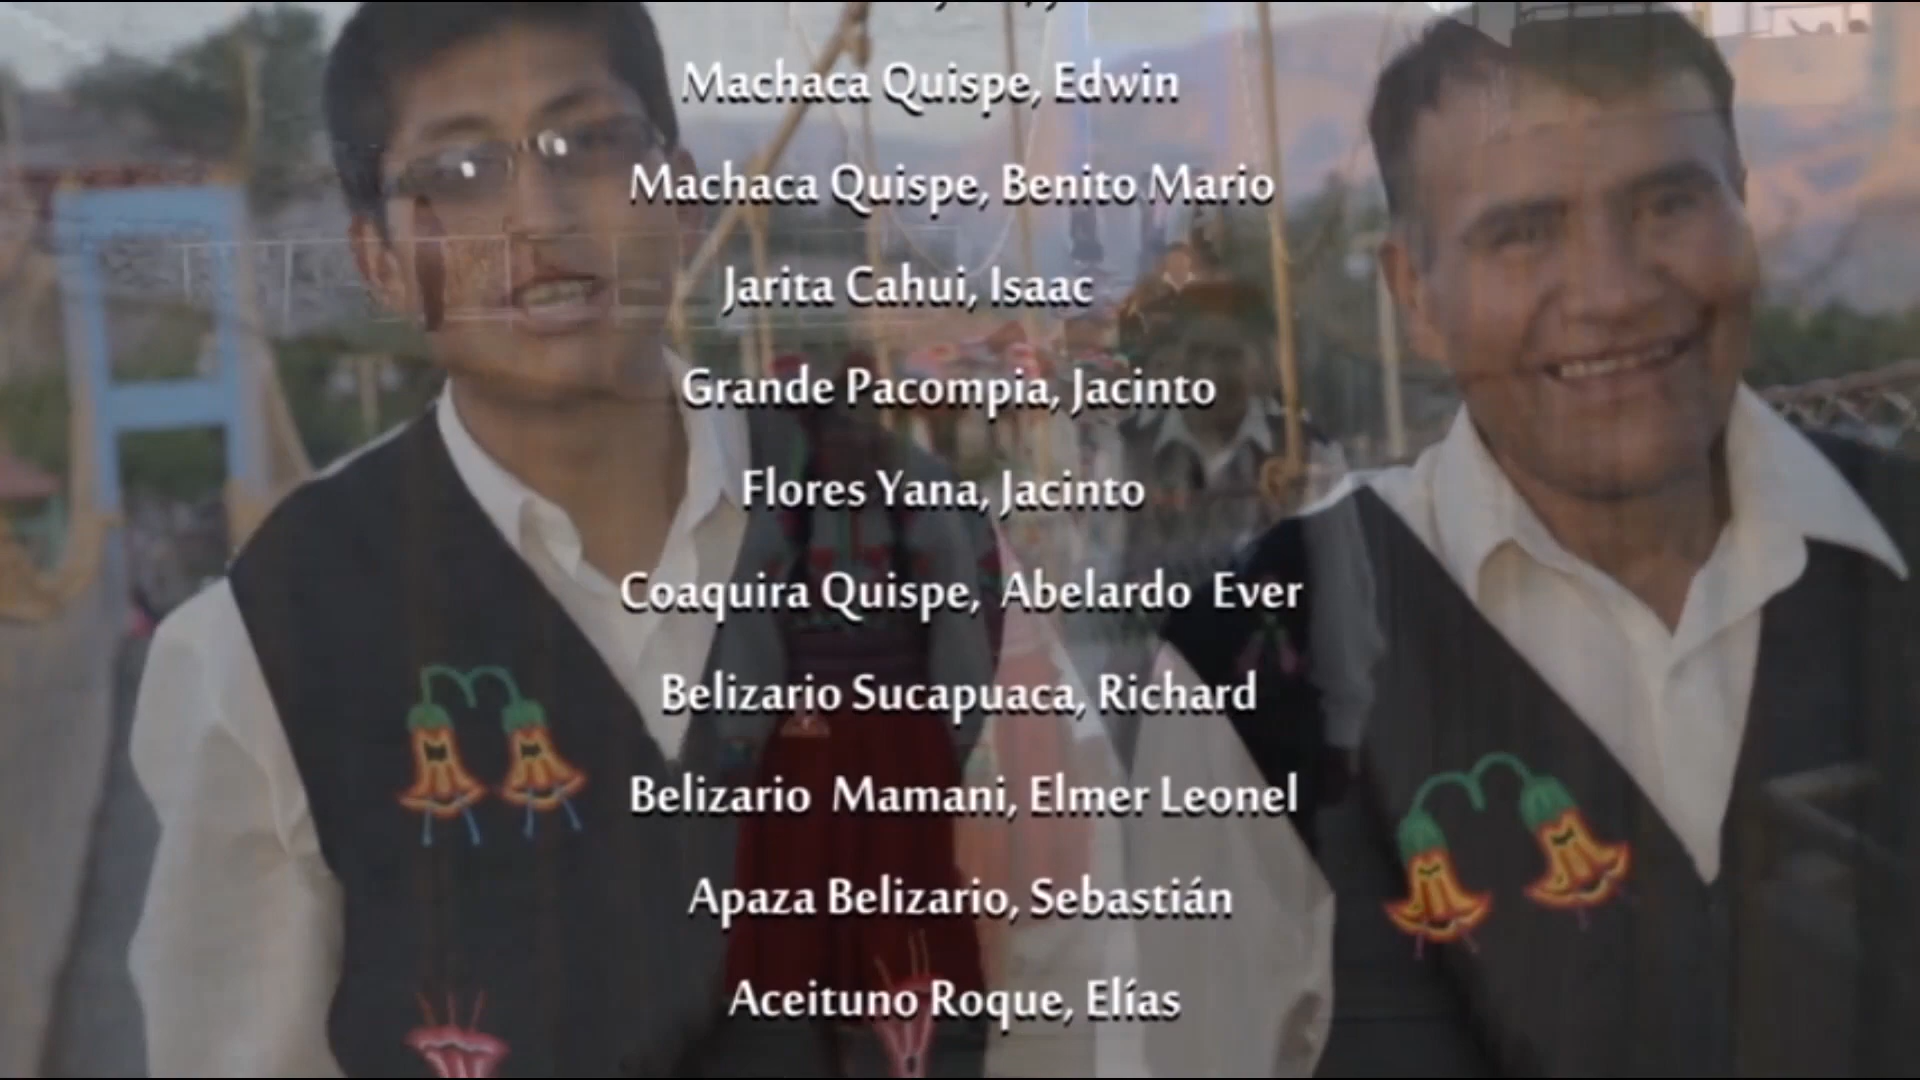 Machaca Quispe, Edwin
Machaca Quispe, Benito Mario
Jarita Cahui, Isaac
Grande Pacompia, Jacinto
Flores Yana, Jacinto
Coaquira Quispe, Abelardo Ever
Belizario Sucapuaca, Richard
Belizario Mamani, Elmer Leonel
Apaza Belizario, Sebastián
Aceituno Roque, Elías